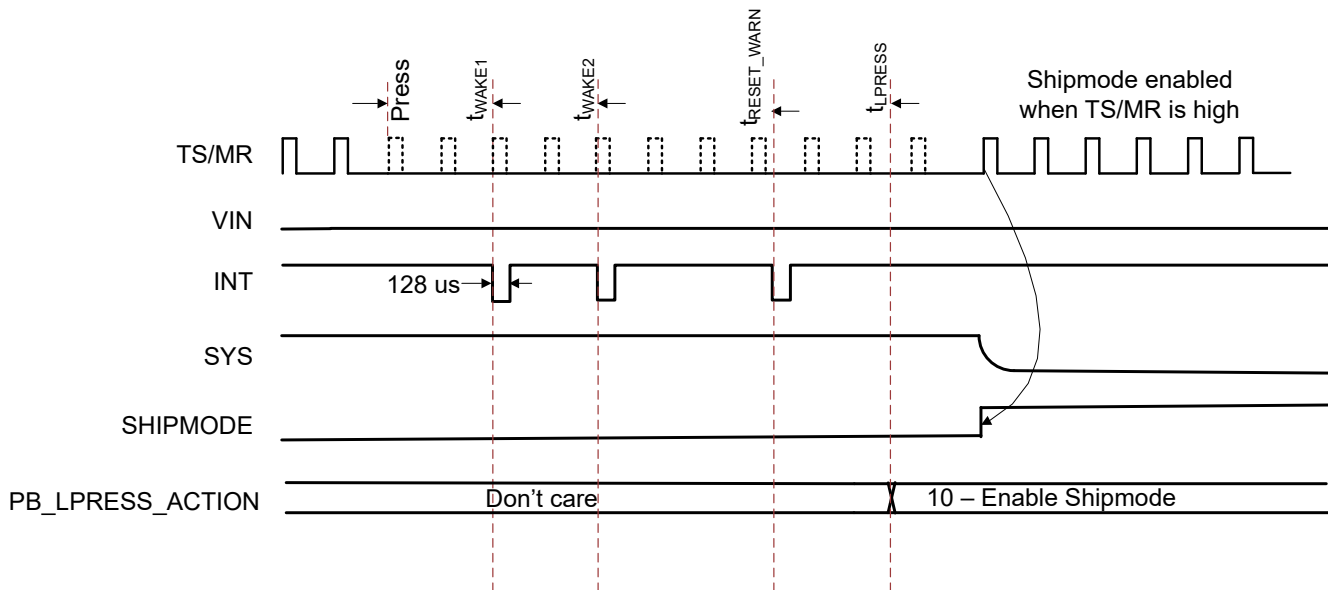 Press
tWAKE1
tWAKE2
tRESET_WARN
tLPRESS
Shipmode enabled
when TS/MR is high
TS/MR
VIN
INT
128 us
SYS
SHIPMODE
PB_LPRESS_ACTION
Don’t care
10 – Enable Shipmode